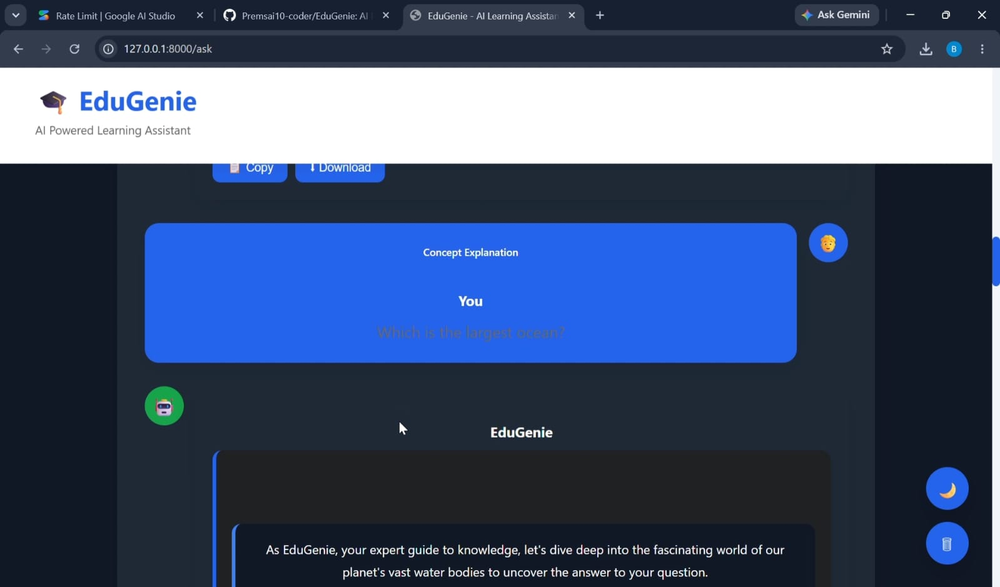 Rate Limit | Google AI Studio
Premsai10-coder/EduGenie: AI
EduGenie - AI Learning Assistan
Ask Gemini
127.0.0.1:8000/ask
B
EduGenie
AI Powered Learning Assistant
Copy
Download
Concept Explanation
You
Which is the largest ocean?
EduGenie
As EduGenie, your expert guide to knowledge, let's dive deep into the fascinating world of our
planet's vast water bodies to uncover the answer to your question.